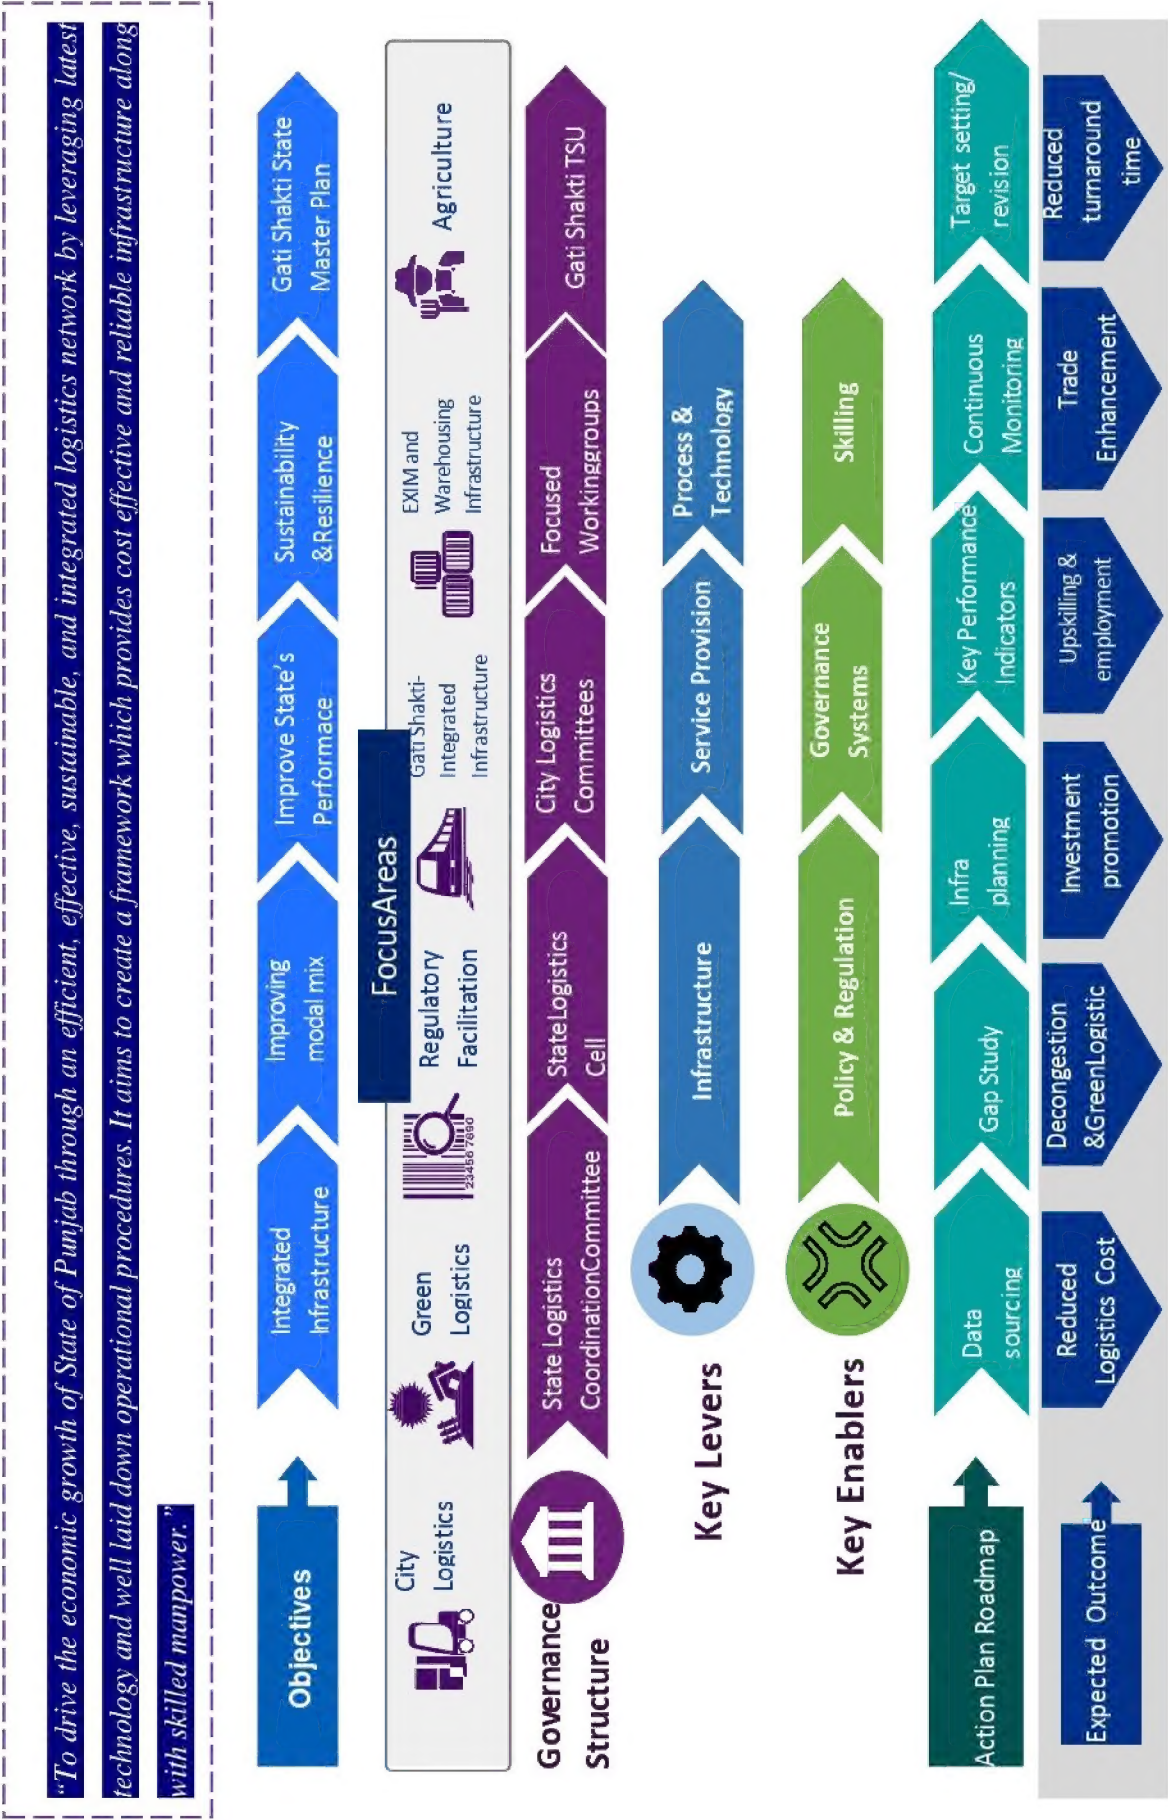 “To drive the economic growth of State of Punjab through an efficient, effective, sustainable, and integrated logistics network by leveraging latest
technology and well laid down operational procedures. It aims to create a framework which provides cost effective and reliable infrastructure along
with skilled manpower.”
Objectives
Integrated
Infrastructure
Improving
modal mix
Improve State’s
Performace
Sustainability
&Resilience
Gati Shakti State
Master Plan
FocusAreas
City
Logistics
Green
Logistics
23456 7890
Regulatory
Facilitation
Gati Shakti-
Integrated
Infrastructure
EXIM and
Warehousing
Infrastructure
Agriculture
Governance
Structure
State Logistics
CoordinationCommittee
StateLogistics
Cell
City Logistics
Committees
Focused
Workinggroups
Gati Shakti TSU
Key Levers
Infrastructure
Service Provision
Process &
Technology
Key Enablers
Policy & Regulation
Governance
Systems
Skilling
Action Plan Roadmap
Data
sourcing
Gap Study
Infra
planning
Key Performance
Indicators
Continuous
Monitoring
Target setting/
revision
Expected Outcome
Reduced
Logistics Cost
Decongestion
&GreenLogistic
Investment
promotion
Upskilling &
employment
Trade
Enhancement
Reduced
turnaround
time